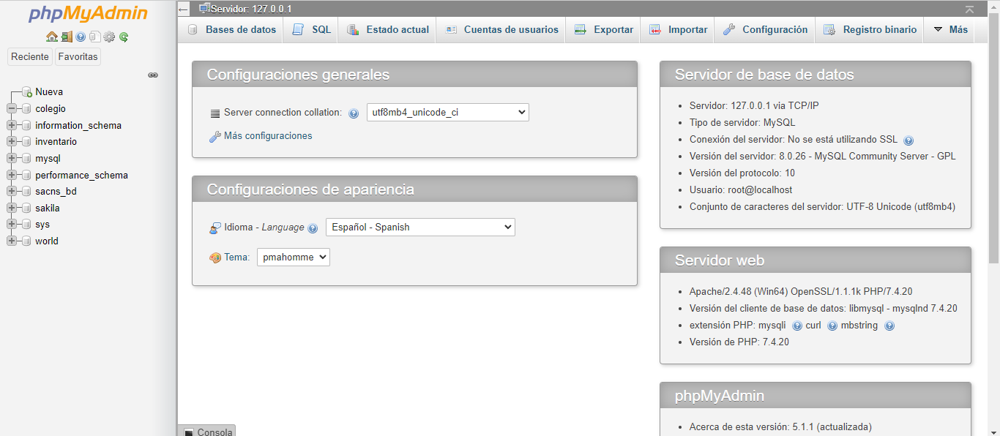 phpMyAdmin
Reciente Favoritas
Nueva
colegio
information_schema
inventario
mysql
performance_schema
sacns_bd
sakila
sys
world
Servidor: 127.0.0.1
Bases de datos SQL Estado actual Cuentas de usuarios Exportar Importar Configuración Registro binario Más
Configuraciones generales
Server connection collation: utf8mb4_unicode_ci
Más configuraciones
Configuraciones de apariencia
Idioma - Language Español - Spanish
Tema: pmahomme
Servidor de base de datos
Servidor: 127.0.0.1 via TCP/IP
Tipo de servidor: MySQL
Conexión del servidor: No se está utilizando SSL
Versión del servidor: 8.0.26 - MySQL Community Server - GPL
Versión del protocolo: 10
Usuario: root@localhost
Conjunto de caracteres del servidor: UTF-8 Unicode (utf8mb4)
Servidor web
Apache/2.4.48 (Win64) OpenSSL/1.1.1k PHP/7.4.20
Versión del cliente de base de datos: libmysql - mysqlnd 7.4.20
extensión PHP: mysqli curl mbstring
Versión de PHP: 7.4.20
phpMyAdmin
Acerca de esta versión: 5.1.1 (actualizada)
Consola